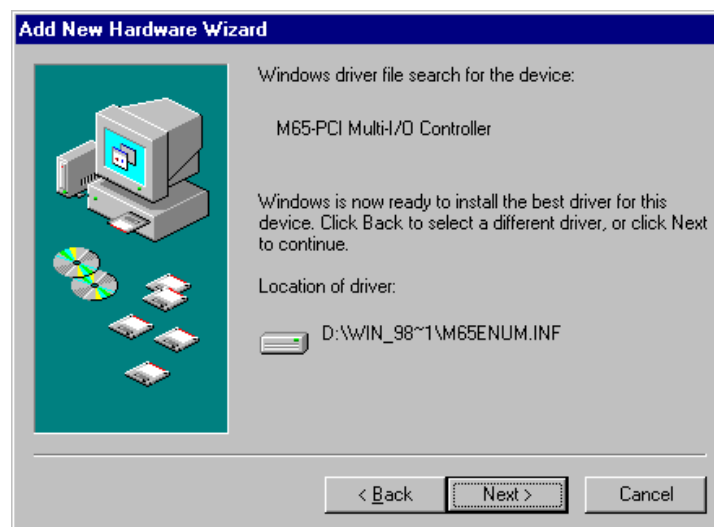 Add New Hardware Wizard
Windows driver file search for the device:
M65-PCI Multi-I/O Controller
Windows is now ready to install the best driver for this
device. Click Back to select a different driver, or click Next
to continue.
Location of driver:
D:\WIN_98~1\M65ENUM.INF
< Back
Next >
Cancel